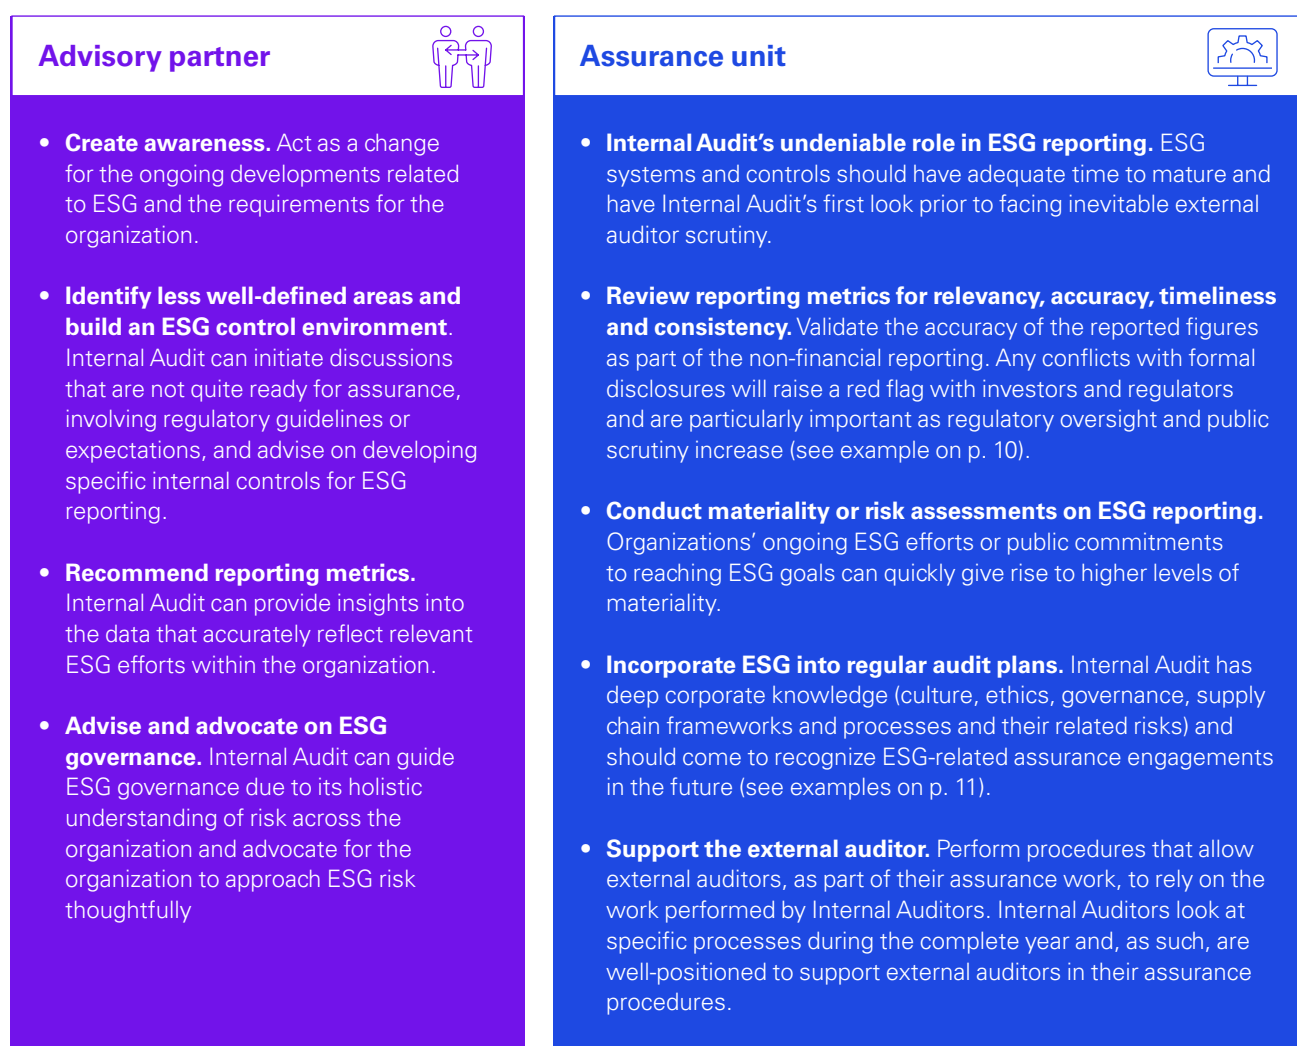 Advisory partner
• Create awareness. Act as a change
for the ongoing developments related
to ESG and the requirements for the
organization.
• Identify less well-defined areas and
build an ESG control environment.
Internal Audit can initiate discussions
that are not quite ready for assurance,
involving regulatory guidelines or
expectations, and advise on developing
specific internal controls for ESG
reporting.
• Recommend reporting metrics.
Internal Audit can provide insights into
the data that accurately reflect relevant
ESG efforts within the organization.
• Advise and advocate on ESG
governance. Internal Audit can guide
ESG governance due to its holistic
understanding of risk across the
organization and advocate for the
organization to approach ESG risk
thoughtfully
Assurance unit
• Internal Audit’s undeniable role in ESG reporting. ESG
systems and controls should have adequate time to mature and
have Internal Audit’s first look prior to facing inevitable external
auditor scrutiny.
• Review reporting metrics for relevancy, accuracy, timeliness
and consistency. Validate the accuracy of the reported figures
as part of the non-financial reporting. Any conflicts with formal
disclosures will raise a red flag with investors and regulators
and are particularly important as regulatory oversight and public
scrutiny increase (see example on p. 10).
• Conduct materiality or risk assessments on ESG reporting.
Organizations’ ongoing ESG efforts or public commitments
to reaching ESG goals can quickly give rise to higher levels of
materiality.
• Incorporate ESG into regular audit plans. Internal Audit has
deep corporate knowledge (culture, ethics, governance, supply
chain frameworks and processes and their related risks) and
should come to recognize ESG-related assurance engagements
in the future (see examples on p. 11).
• Support the external auditor. Perform procedures that allow
external auditors, as part of their assurance work, to rely on the
work performed by Internal Auditors. Internal Auditors look at
specific processes during the complete year and, as such, are
well-positioned to support external auditors in their assurance
procedures.